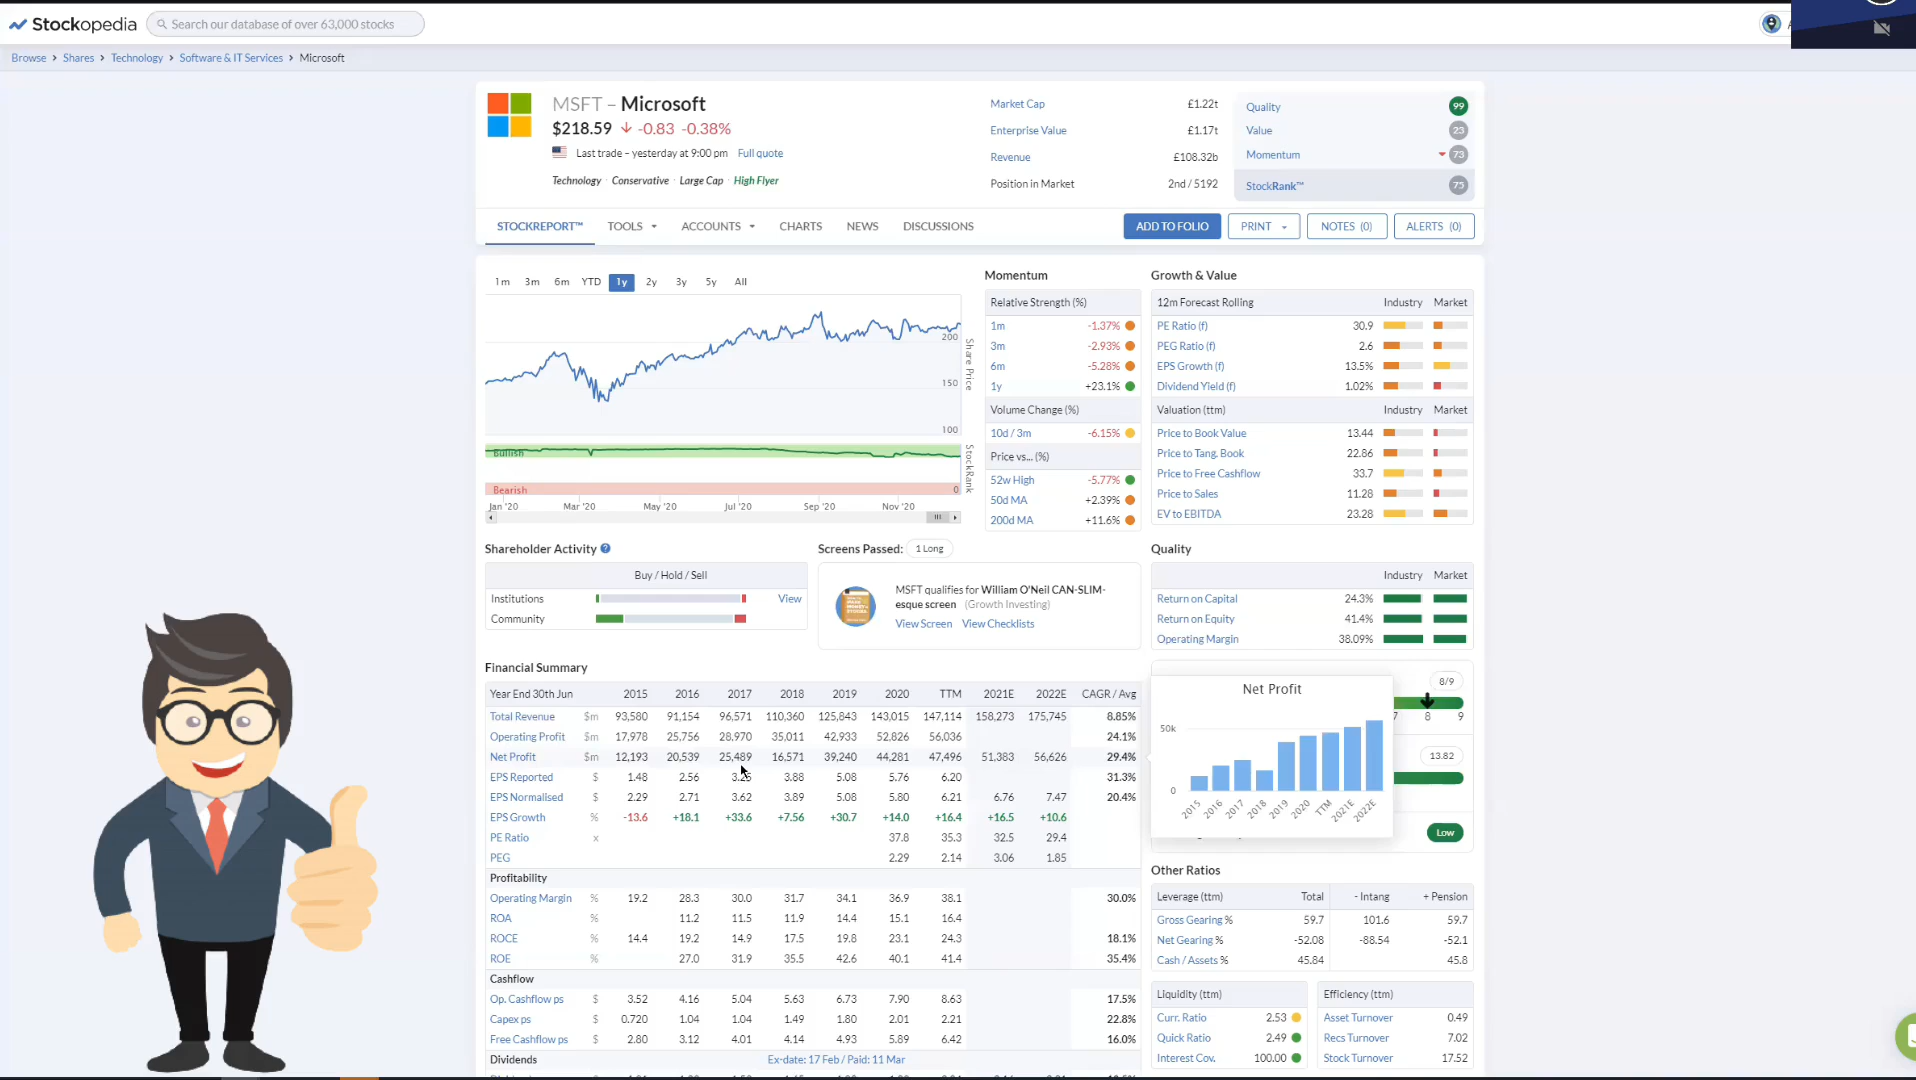 Stockopedia
Search our database of over 63,000 stocks
Browse > Shares > Technology > Software & IT Services > Microsoft
MSFT – Microsoft
$218.59 -0.83 -0.38%
Last trade – yesterday at 9:00 pm Full quote
Technology · Conservative · Large Cap · High Flyer
Market Cap £1.22t
Enterprise Value £1.17t
Revenue £108.32b
Position in Market 2nd / 5192
Quality 99
Value 23
Momentum 73
StockRank™ 75
STOCKREPORT™ TOOLS ACCOUNTS CHARTS NEWS DISCUSSIONS
ADD TO FOLIO PRINT NOTES (0) ALERTS (0)
1m 3m 6m YTD 1y 2y 3y 5y All
200
150
100
Share Price
Bullish
Bearish 0
StockRank
Jan '20 Mar '20 May '20 Jul '20 Sep '20 Nov '20
Momentum
Relative Strength (%)
1m -1.37%
3m -2.93%
6m -5.28%
1y +23.1%
Volume Change (%)
10d / 3m -6.15%
Price vs... (%)
52w High -5.77%
50d MA +2.39%
200d MA +11.6%
Growth & Value
12m Forecast Rolling Industry Market
PE Ratio (f) 30.9
PEG Ratio (f) 2.6
EPS Growth (f) 13.5%
Dividend Yield (f) 1.02%
Valuation (ttm) Industry Market
Price to Book Value 13.44
Price to Tang. Book 22.86
Price to Free Cashflow 33.7
Price to Sales 11.28
EV to EBITDA 23.28
Shareholder Activity
Buy / Hold / Sell
Institutions View
Community
Screens Passed: 1 Long
MSFT qualifies for William O'Neil CAN-SLIM-
esque screen (Growth Investing)
View Screen View Checklists
Quality
Industry Market
Return on Capital 24.3%
Return on Equity 41.4%
Operating Margin 38.09%
8/9
7 8 9
13.82
Low
Net Profit
50k
0
2015 2016 2017 2018 2019 2020 TTM 2021E 2022E
Financial Summary
Year End 30th Jun 2015 2016 2017 2018 2019 2020 TTM 2021E 2022E CAGR / Avg
Total Revenue $m 93,580 91,154 96,571 110,360 125,843 143,015 147,114 158,273 175,745 8.85%
Operating Profit $m 17,978 25,756 28,970 35,011 42,933 52,826 56,036 24.1%
Net Profit $m 12,193 20,539 25,489 16,571 39,240 44,281 47,496 51,383 56,626 29.4%
EPS Reported $ 1.48 2.56 3.88 5.08 5.76 6.20 31.3%
EPS Normalised $ 2.29 2.71 3.62 3.89 5.08 5.80 6.21 6.76 7.47 20.4%
EPS Growth % -13.6 +18.1 +33.6 +7.56 +30.7 +14.0 +16.4 +16.5 +10.6
PE Ratio x 37.8 35.3 32.5 29.4
PEG 2.29 2.14 3.06 1.85
Profitability
Operating Margin % 19.2 28.3 30.0 31.7 34.1 36.9 38.1 30.0%
ROA % 11.2 11.5 11.9 14.4 15.1 16.4
ROCE % 14.4 19.2 14.9 17.5 19.8 23.1 24.3 18.1%
ROE % 27.0 31.9 35.5 42.6 40.1 41.4 35.4%
Cashflow
Op. Cashflow ps $ 3.52 4.16 5.04 5.63 6.73 7.90 8.63 17.5%
Capex ps $ 0.720 1.04 1.04 1.49 1.80 2.01 2.21 22.8%
Free Cashflow ps $ 2.80 3.12 4.01 4.14 4.93 5.89 6.42 16.0%
Dividends Ex-date: 17 Feb / Paid: 11 Mar
Other Ratios
Leverage (ttm) Total - Intang + Pension
Gross Gearing % 59.7 101.6 59.7
Net Gearing % -52.08 -88.54 -52.1
Cash / Assets % 45.84 45.8
Liquidity (ttm)
Curr. Ratio 2.53
Quick Ratio 2.49
Interest Cov. 100.00
Efficiency (ttm)
Asset Turnover 0.49
Recs Turnover 7.02
Stock Turnover 17.52